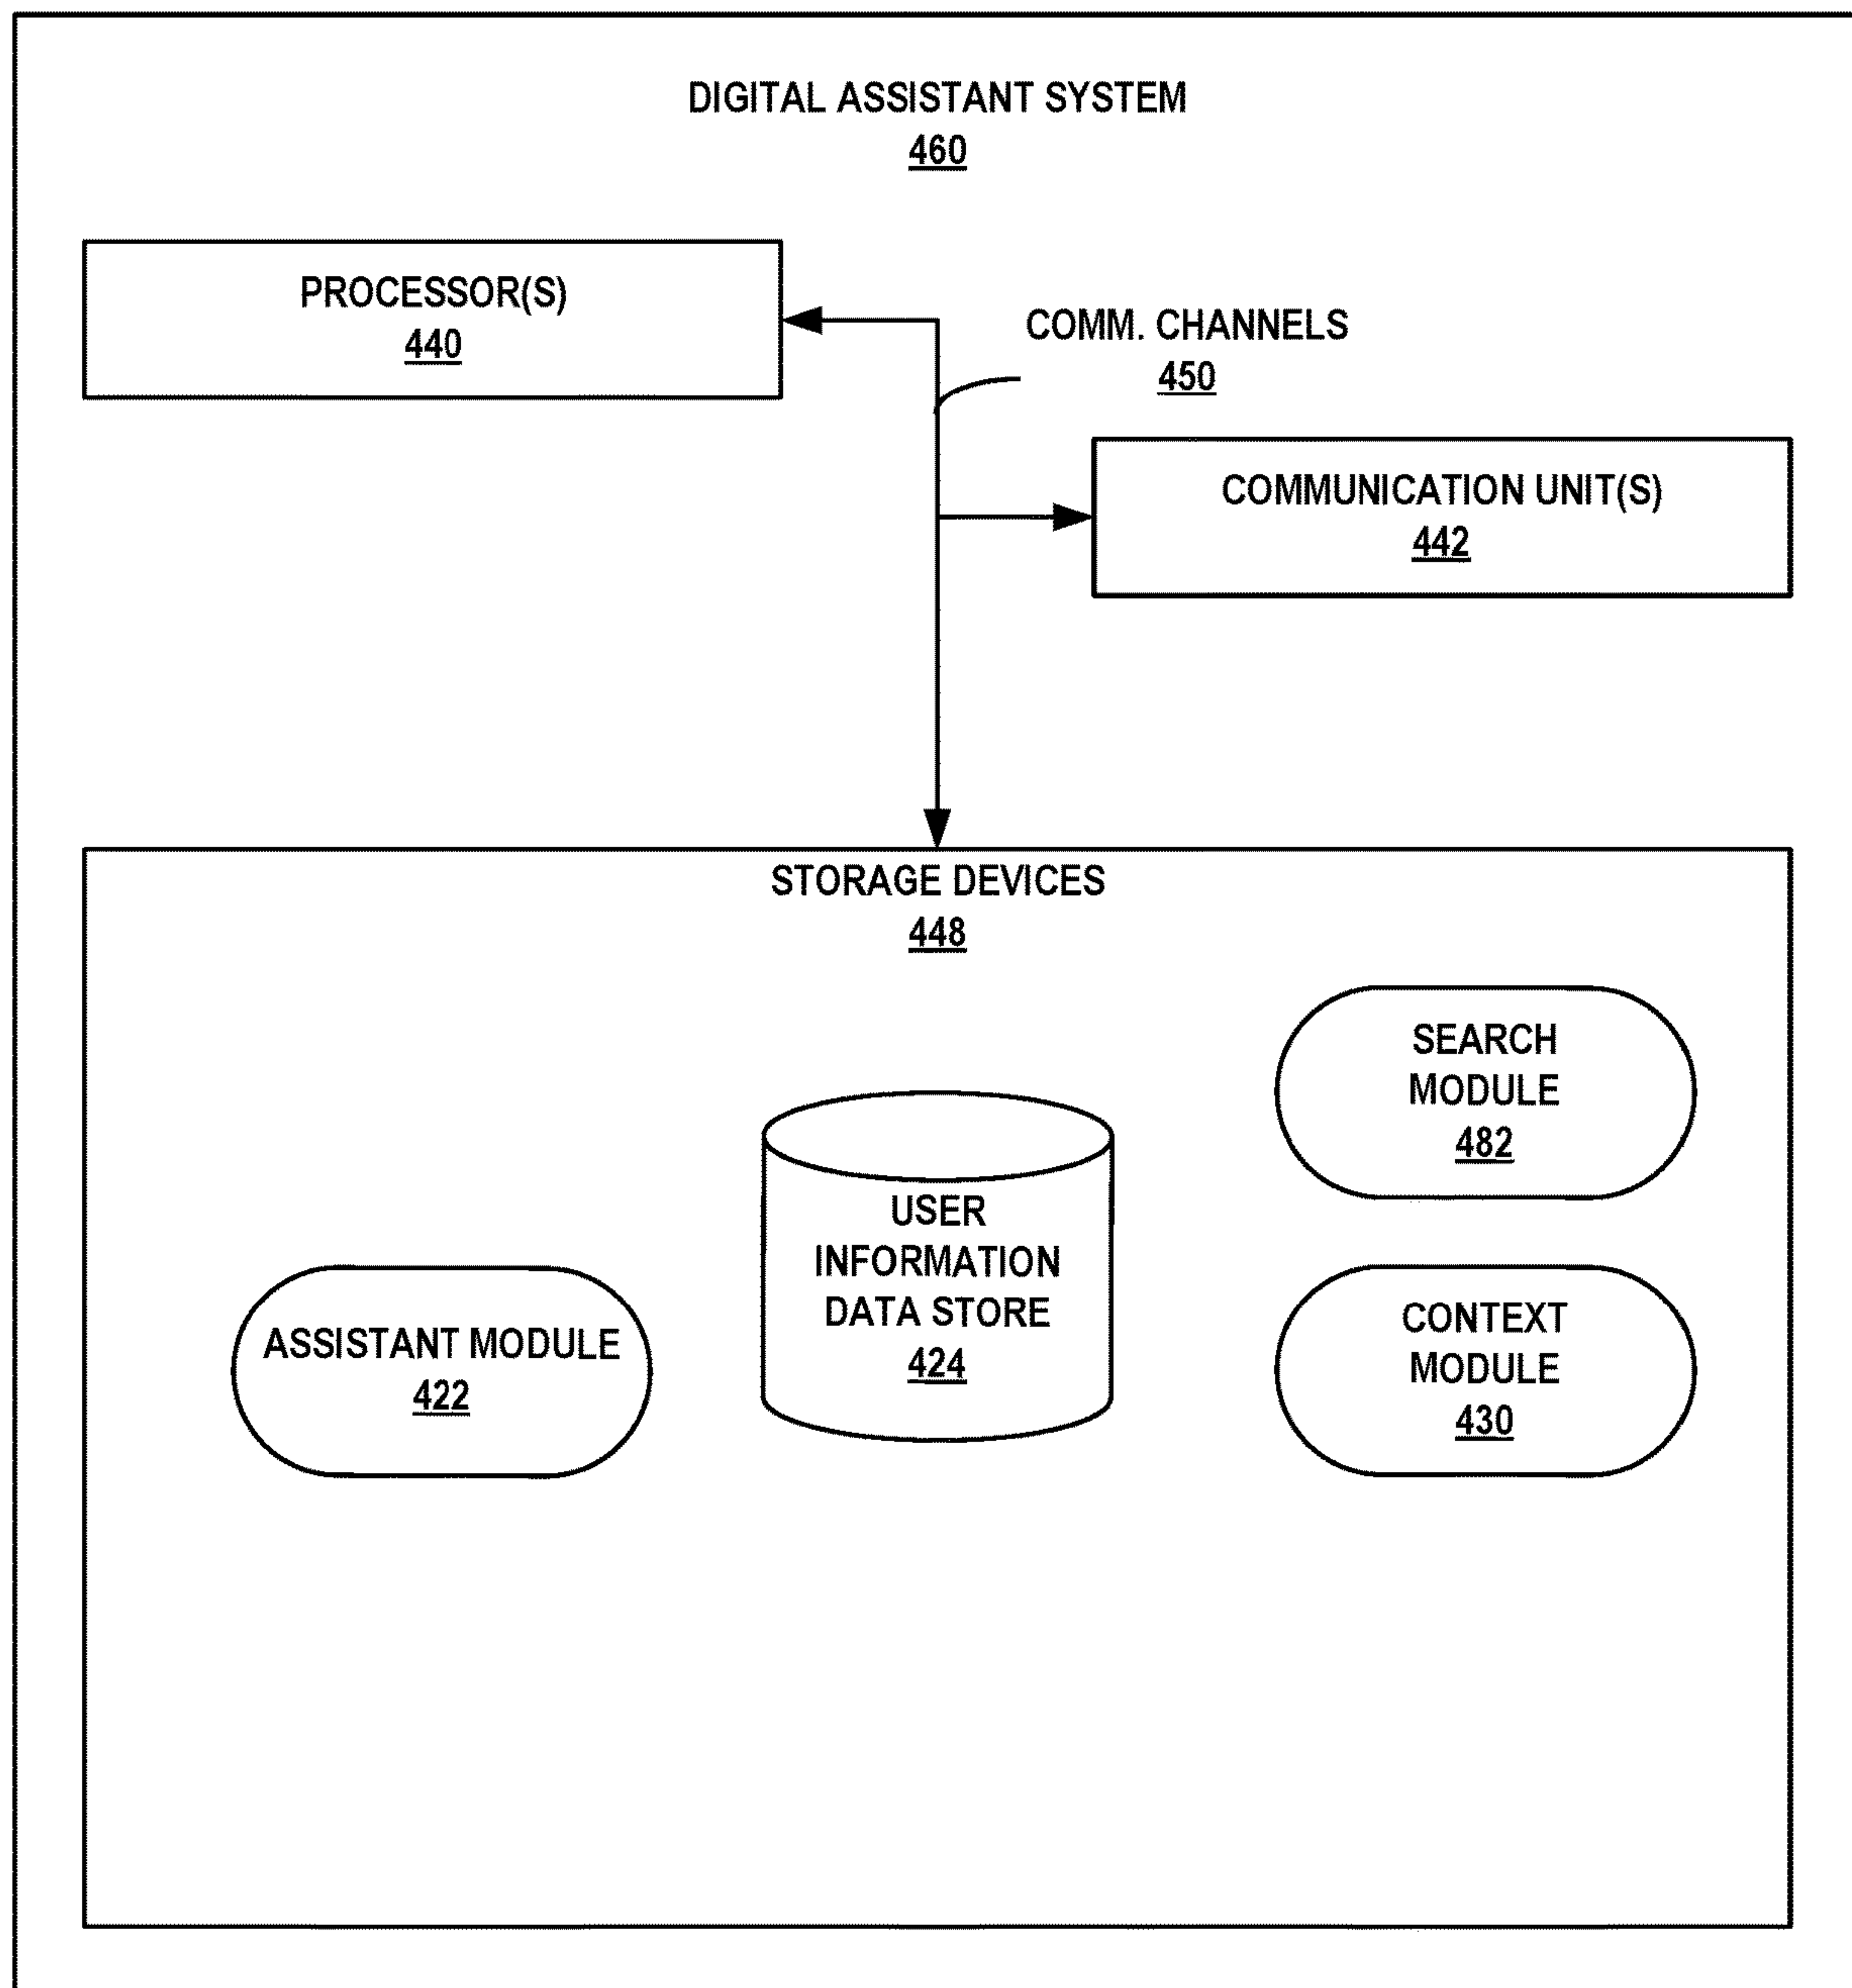 DIGITAL ASSISTANT SYSTEM
460
PROCESSOR(S)
440
COMM. CHANNELS
450
COMMUNICATION UNIT(S)
442
STORAGE DEVICES
448
SEARCH
MODULE
482
USER
INFORMATION
DATA STORE
424
ASSISTANT MODULE
422
CONTEXT
MODULE
430